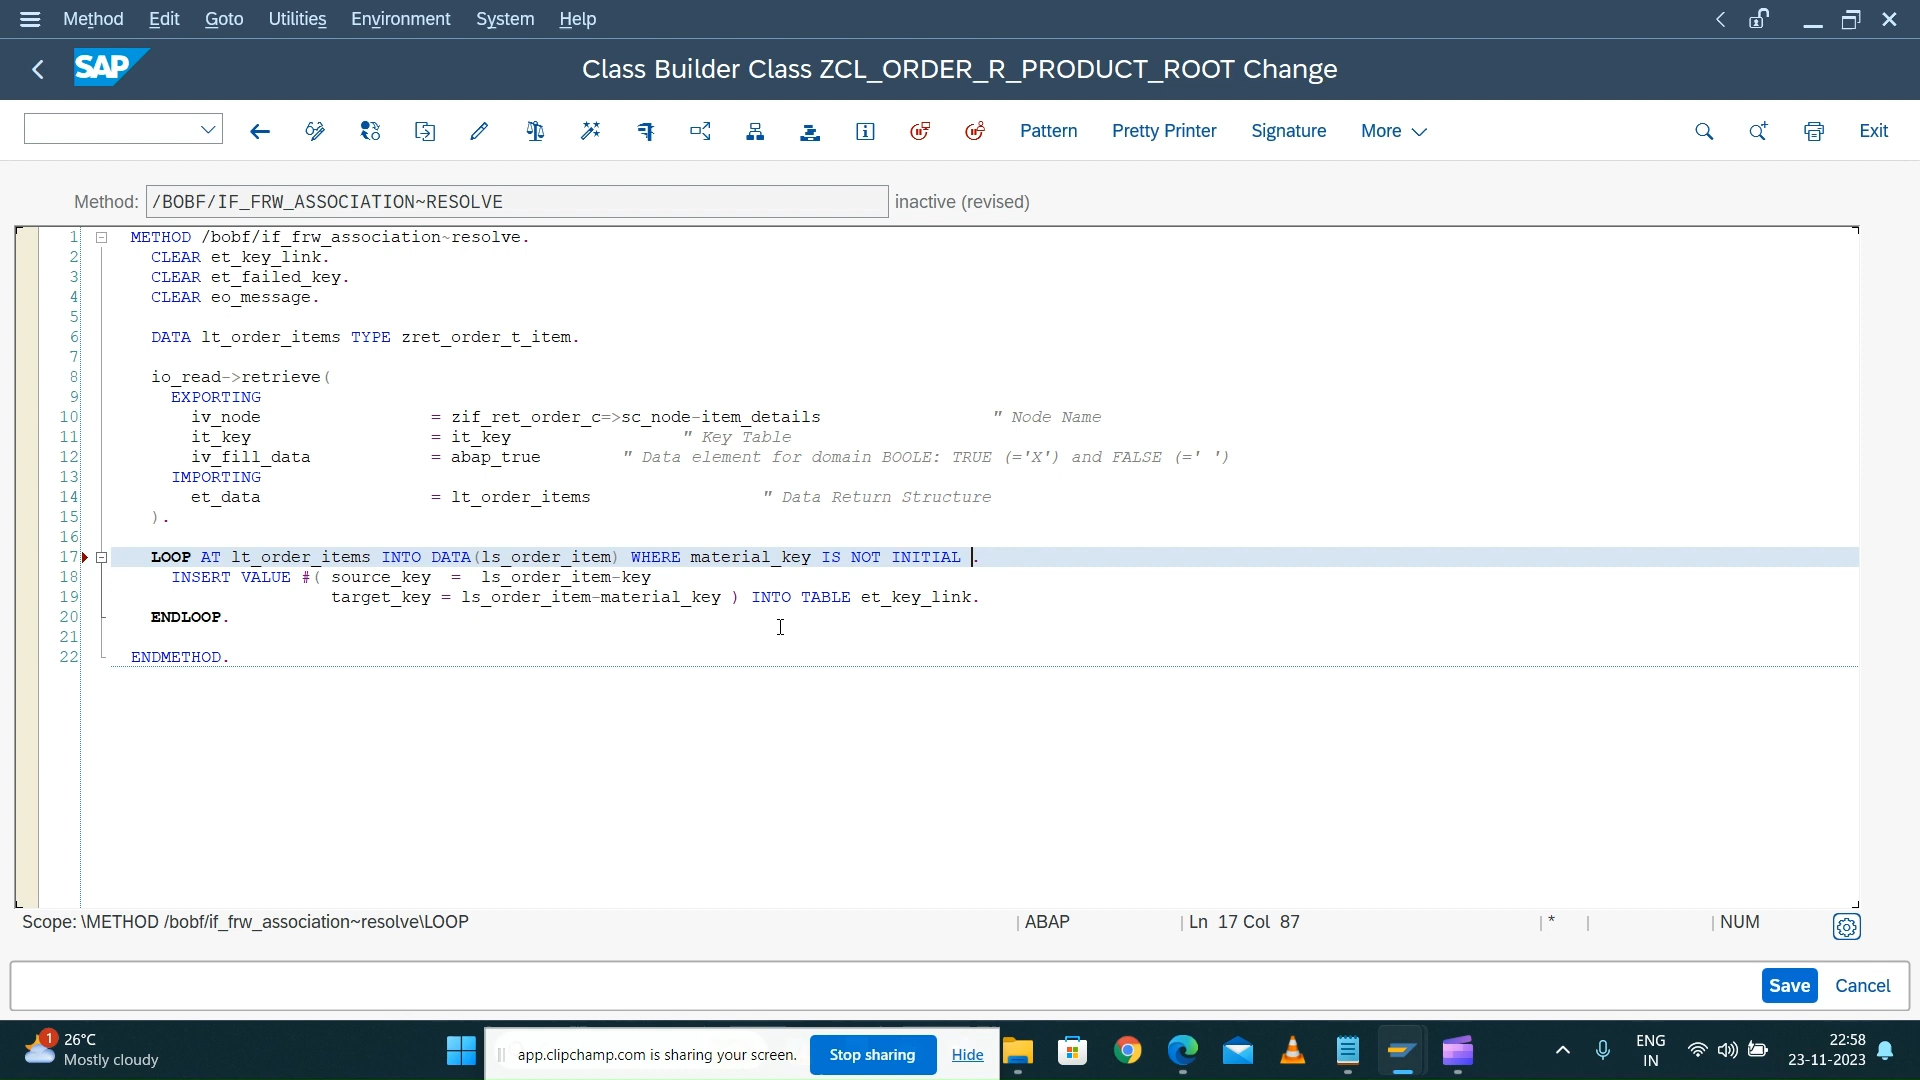 Method Edit Goto Utilities Environment System Help
SAP Class Builder Class ZCL_ORDER_R_PRODUCT_ROOT Change
Pattern Pretty Printer Signature More Exit
Method: /BOBF/IF_FRW_ASSOCIATION~RESOLVE inactive (revised)
1 METHOD /bobf/if_frw_association~resolve.
2 CLEAR et_key_link.
3 CLEAR et_failed_key.
4 CLEAR eo_message.
5
6 DATA lt_order_items TYPE zret_order_t_item.
7
8 io_read->retrieve(
9 EXPORTING
10 iv_node = zif_ret_order_c=>sc_node-item_details " Node Name
11 it_key = it_key " Key Table
12 iv_fill_data = abap_true " Data element for domain BOOLE: TRUE (='X') and FALSE (=' ')
13 IMPORTING
14 et_data = lt_order_items " Data Return Structure
15 ).
16
17 LOOP AT lt_order_items INTO DATA(ls_order_item) WHERE material_key IS NOT INITIAL .
18 INSERT VALUE #( source_key = ls_order_item-key
19 target_key = ls_order_item-material_key ) INTO TABLE et_key_link.
20 ENDLOOP.
21
22 ENDMETHOD.
Scope: \METHOD /bobf/if_frw_association~resolve\LOOP ABAP Ln 17 Col 87 * NUM
Save Cancel
1 26°C
Mostly cloudy
app.clipchamp.com is sharing your screen. Stop sharing Hide
ENG
IN
22:58
23-11-2023